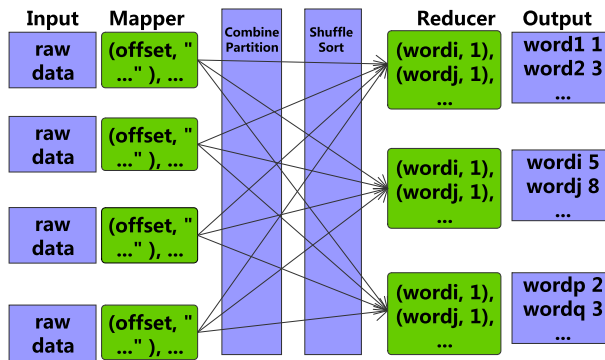 Input
Mapper
Combine
Partition
Shuffle
Sort
Reducer
Output
raw
data
(offset, "
..." ), ...
raw
data
(offset, "
..." ), ...
raw
data
(offset, "
..." ), ...
raw
data
(offset, "
..." ), ...
(wordi, 1),
(wordj, 1),
...
(wordi, 1),
(wordj, 1),
...
(wordi, 1),
(wordj, 1),
...
word1 1
word2 3
...
wordi 5
wordj 8
...
wordp 2
wordq 3
...